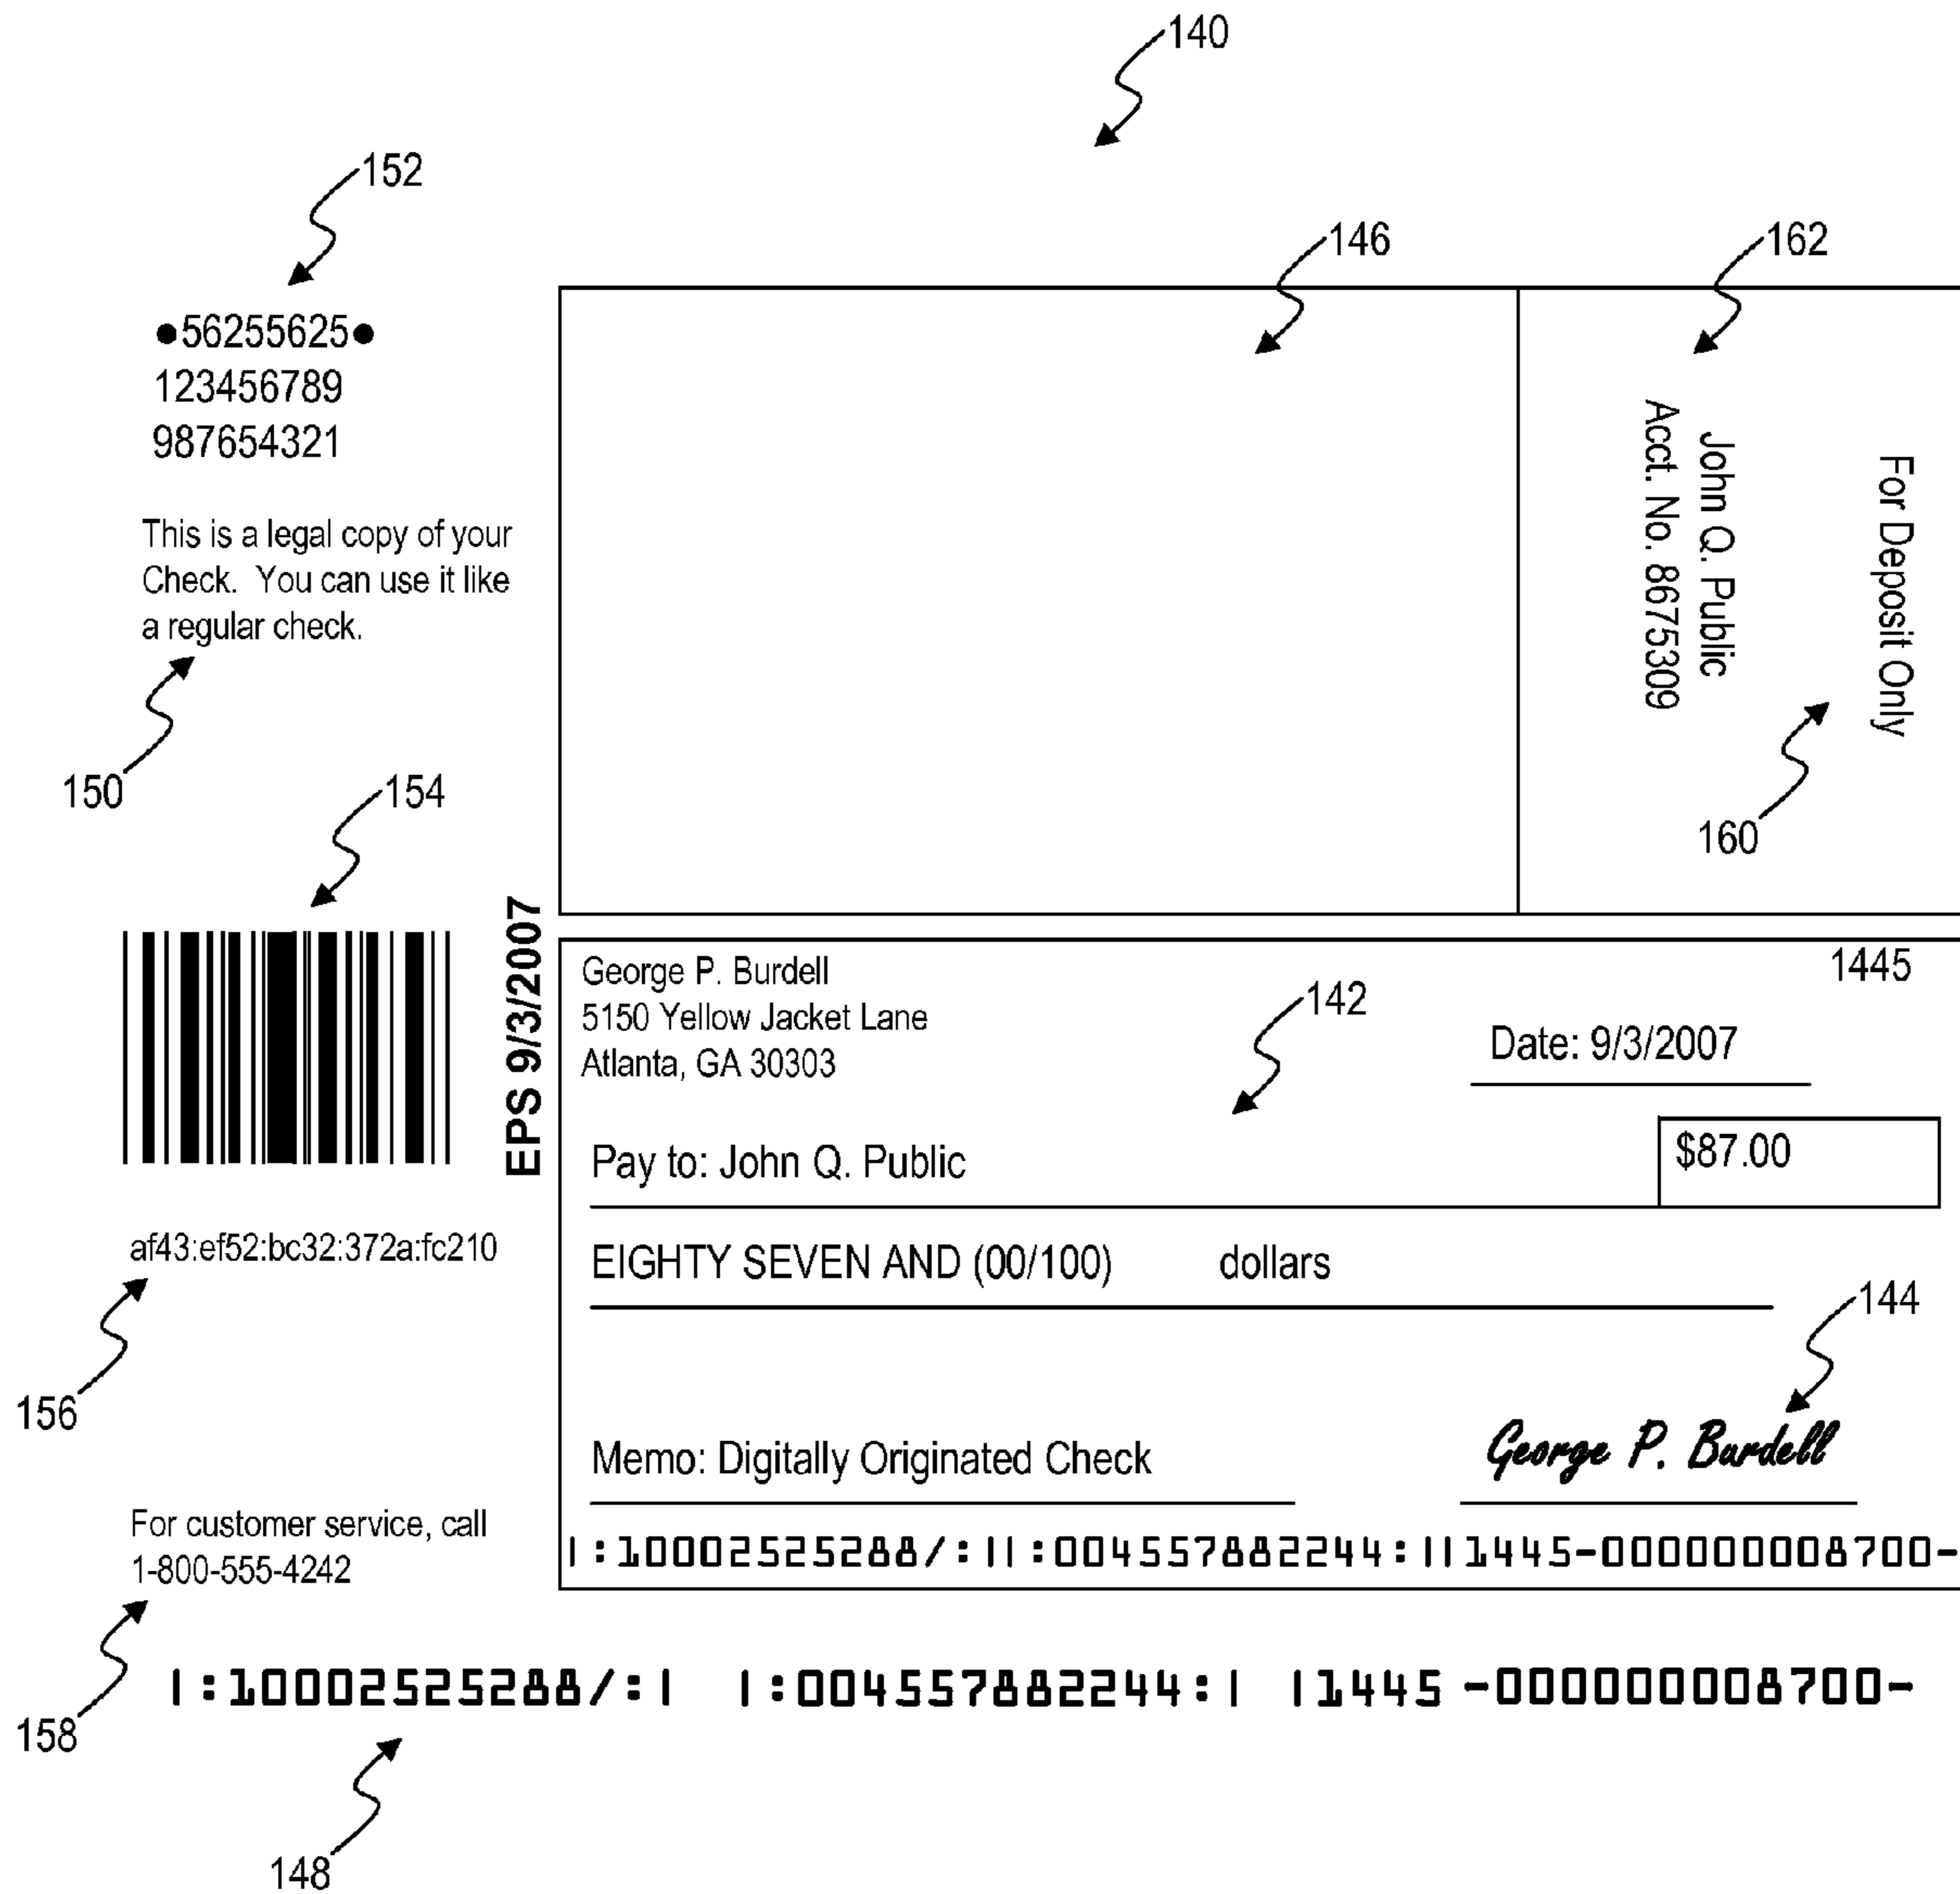 140
152
146
162
●56255625●
123456789
987654321
This is a legal copy of your
Check. You can use it like
a regular check.
150
154
For Deposit Only
John Q. Public
Acct. No. 8675309
160
EPS 9/3/2007
George P. Burdell
5150 Yellow Jacket Lane
Atlanta, GA 30303
1445
142
Date: 9/3/2007
Pay to: John Q. Public
$87.00
af43:ef52:bc32:372a:fc210
EIGHTY SEVEN AND (00/100) dollars
156
144
Memo: Digitally Originated Check
George P. Burdell
For customer service, call
1-800-555-4242
|:10002525288/:||:004557882244:||1445-000000008700-
158
|:10002525288/:| |:004557882244:| |1445-000000008700-
148